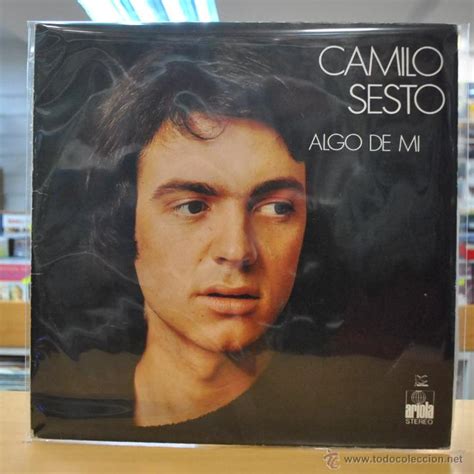 CAMILO
SESTO
ALGO DE MI
ariola
STEREO
© www.todocoleccion.net